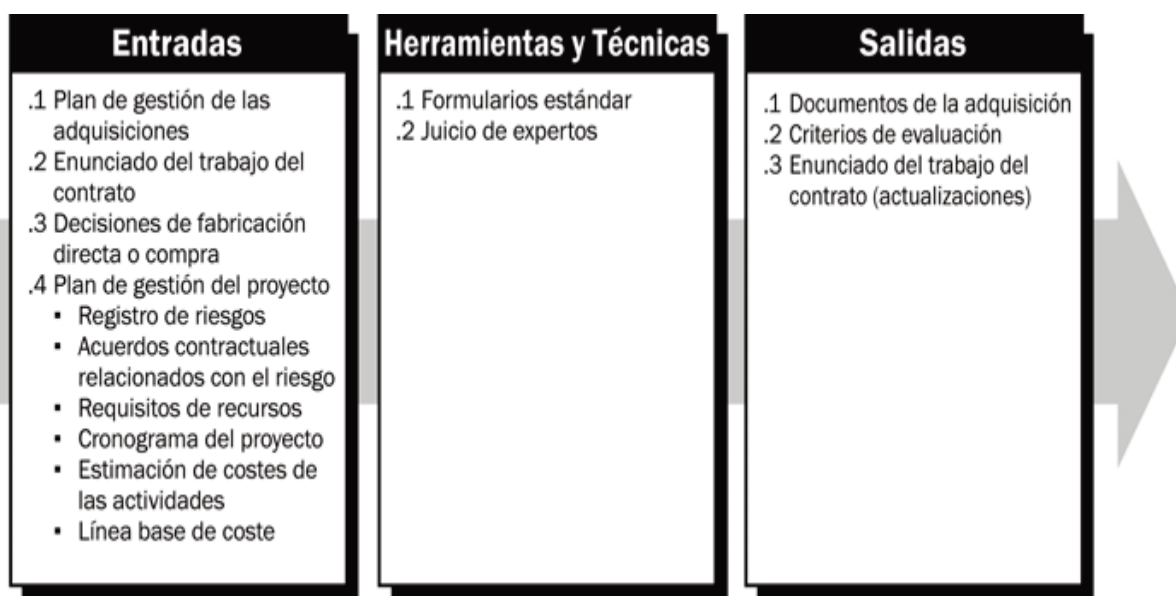 Entradas
.1 Plan de gestión de las
adquisiciones
.2 Enunciado del trabajo del
contrato
.3 Decisiones de fabricación
directa o compra
.4 Plan de gestión del proyecto
▪ Registro de riesgos
▪ Acuerdos contractuales
relacionados con el riesgo
▪ Requisitos de recursos
▪ Cronograma del proyecto
▪ Estimación de costes de
las actividades
▪ Línea base de coste
Herramientas y Técnicas
.1 Formularios estándar
.2 Juicio de expertos
Salidas
.1 Documentos de la adquisición
.2 Criterios de evaluación
.3 Enunciado del trabajo del
contrato (actualizaciones)